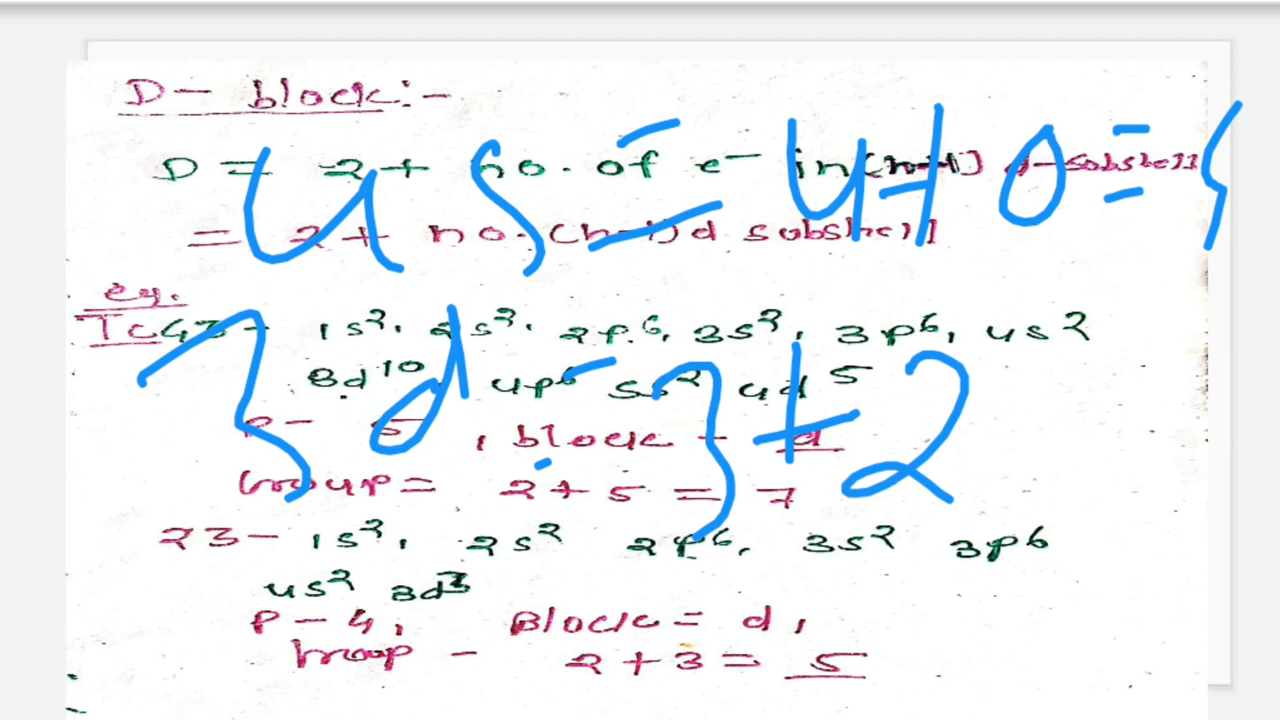 D - block:-
D = 2 + no. of e- in (n-1) d-subshell
= 2 + no. (n-1)d subshell
eg.
Tc43 - 1s², 2s², 2p⁶, 3s², 3p⁶, 4s²
3d¹⁰ 4p⁶ 5s² 4d⁵
P - 5, block - d
Group = 2 + 5 = 7
23 - 1s², 2s² 2p⁶, 3s² 3p⁶
4s² 3d³
P - 4, Block = d,
Group - 2 + 3 = 5
4s = 4+0 =
3d = 3+2